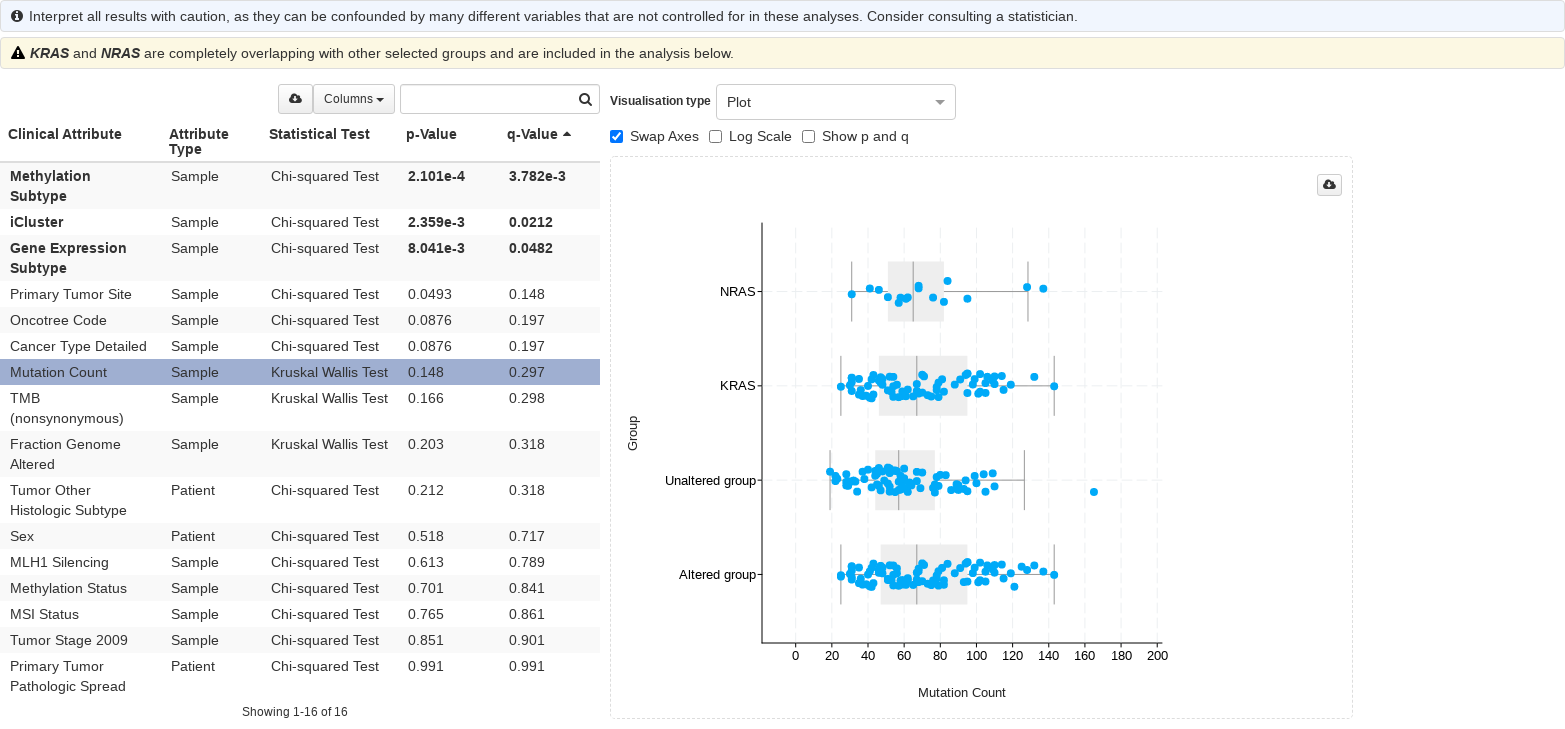 Interpret all results with caution, as they can be confounded by many different variables that are not controlled for in these analyses. Consider consulting a statistician.
KRAS and NRAS are completely overlapping with other selected groups and are included in the analysis below.
Columns
Clinical Attribute Attribute Type Statistical Test p-Value q-Value
Methylation Subtype Sample Chi-squared Test 2.101e-4 3.782e-3
iCluster Sample Chi-squared Test 2.359e-3 0.0212
Gene Expression Subtype Sample Chi-squared Test 8.041e-3 0.0482
Primary Tumor Site Sample Chi-squared Test 0.0493 0.148
Oncotree Code Sample Chi-squared Test 0.0876 0.197
Cancer Type Detailed Sample Chi-squared Test 0.0876 0.197
Mutation Count Sample Kruskal Wallis Test 0.148 0.297
TMB (nonsynonymous) Sample Kruskal Wallis Test 0.166 0.298
Fraction Genome Altered Sample Kruskal Wallis Test 0.203 0.318
Tumor Other Histologic Subtype Patient Chi-squared Test 0.212 0.318
Sex Patient Chi-squared Test 0.518 0.717
MLH1 Silencing Sample Chi-squared Test 0.613 0.789
Methylation Status Sample Chi-squared Test 0.701 0.841
MSI Status Sample Chi-squared Test 0.765 0.861
Tumor Stage 2009 Sample Chi-squared Test 0.851 0.901
Primary Tumor Pathologic Spread Patient Chi-squared Test 0.991 0.991
Showing 1-16 of 16
Visualisation type Plot
Swap Axes Log Scale Show p and q
NRAS
KRAS
Group
Unaltered group
Altered group
0 20 40 60 80 100 120 140 160 180 200
Mutation Count